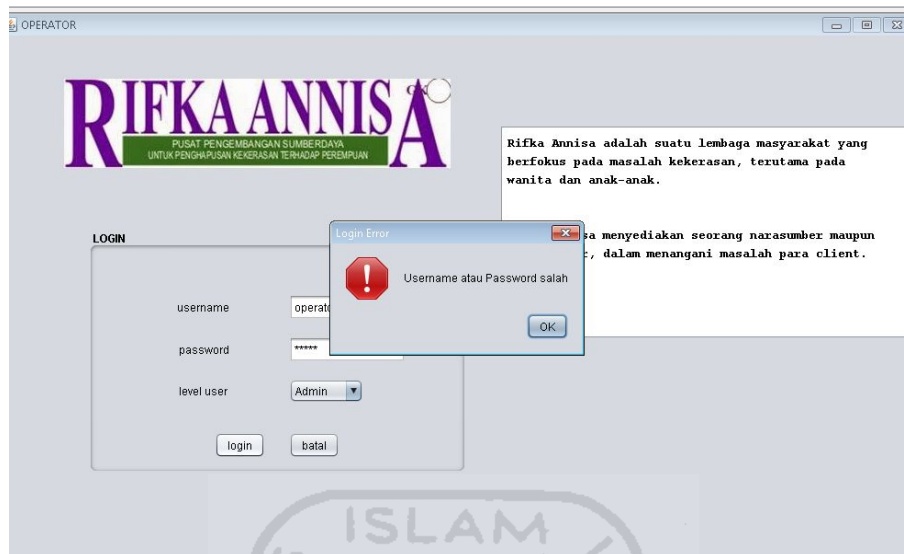 OPERATOR
RIFKA ANNISA
PUSAT PENGEMBANGAN SUMBERDAYA
UNTUK PENGHAPUSAN KEKERASAN TERHADAP PEREMPUAN
Rifka Annisa adalah suatu lembaga masyarakat yang
berfokus pada masalah kekerasan, terutama pada
wanita dan anak-anak.
sa menyediakan seorang narasumber maupun
, dalam menangani masalah para client.
LOGIN
Login Error
Username atau Password salah
OK
username
operato
password
*****
level user
Admin
login
batal
ISLAM